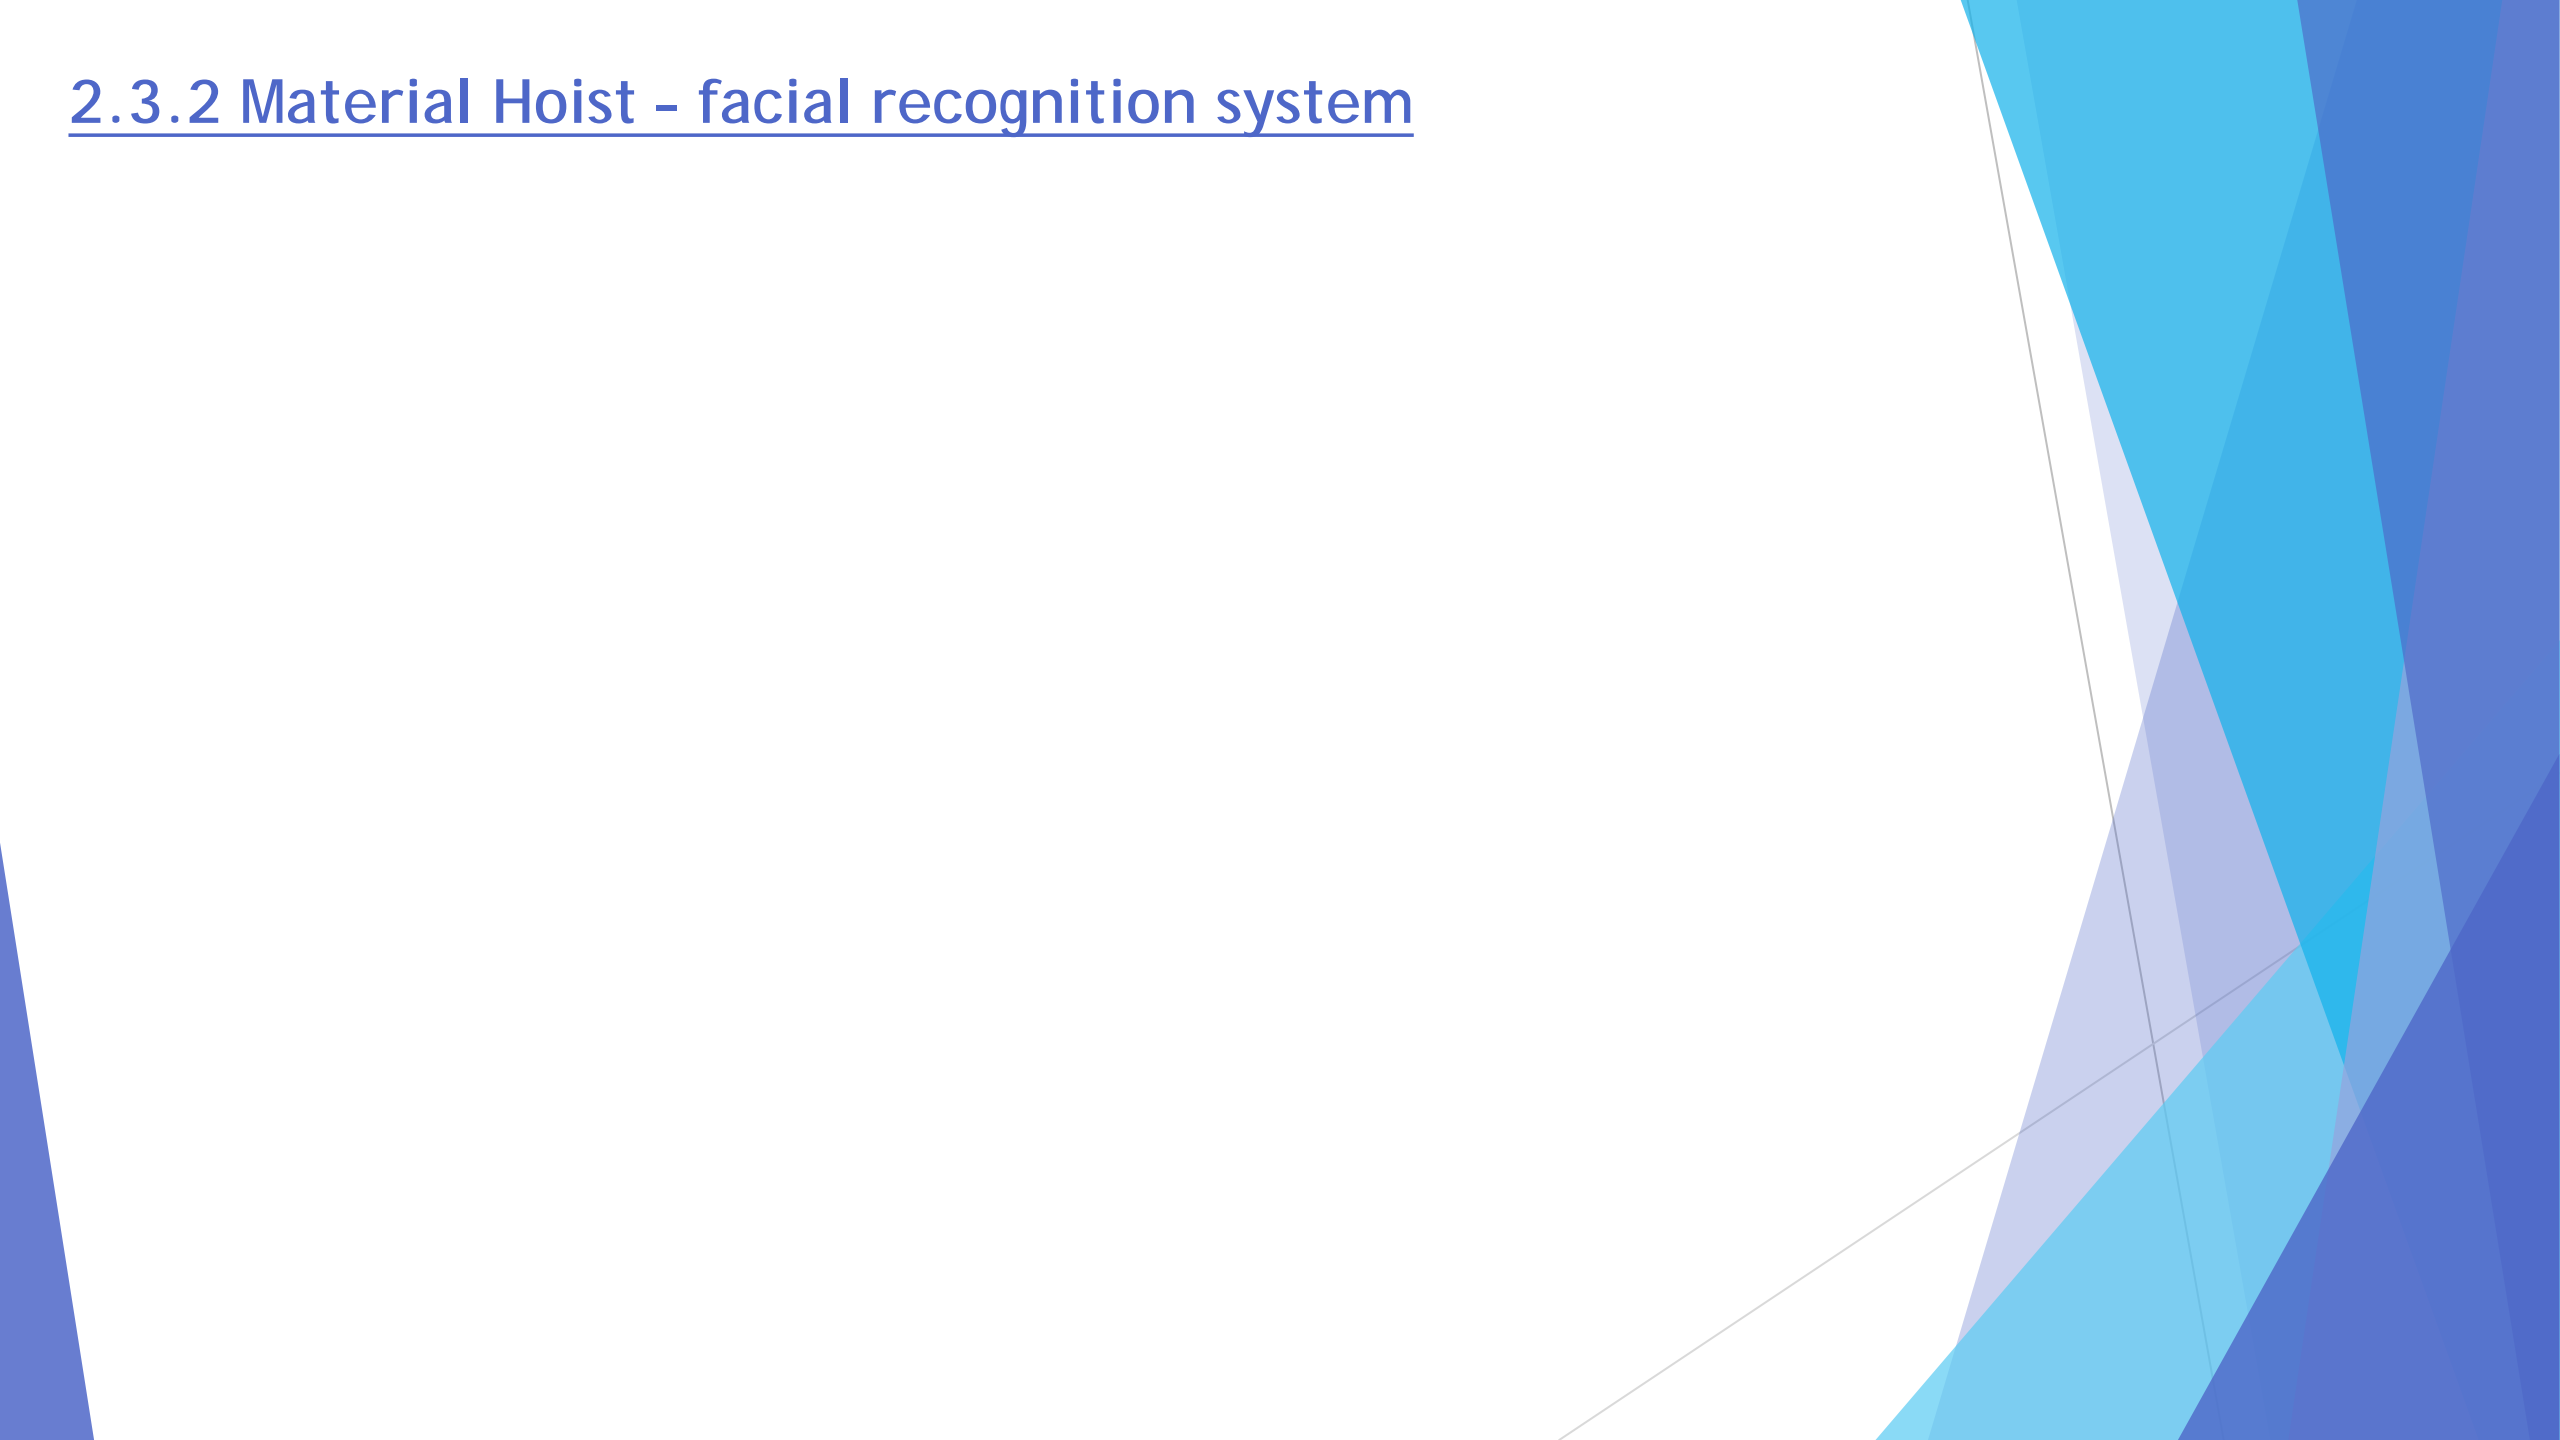 2.3.2 Material Hoist – facial recognition system